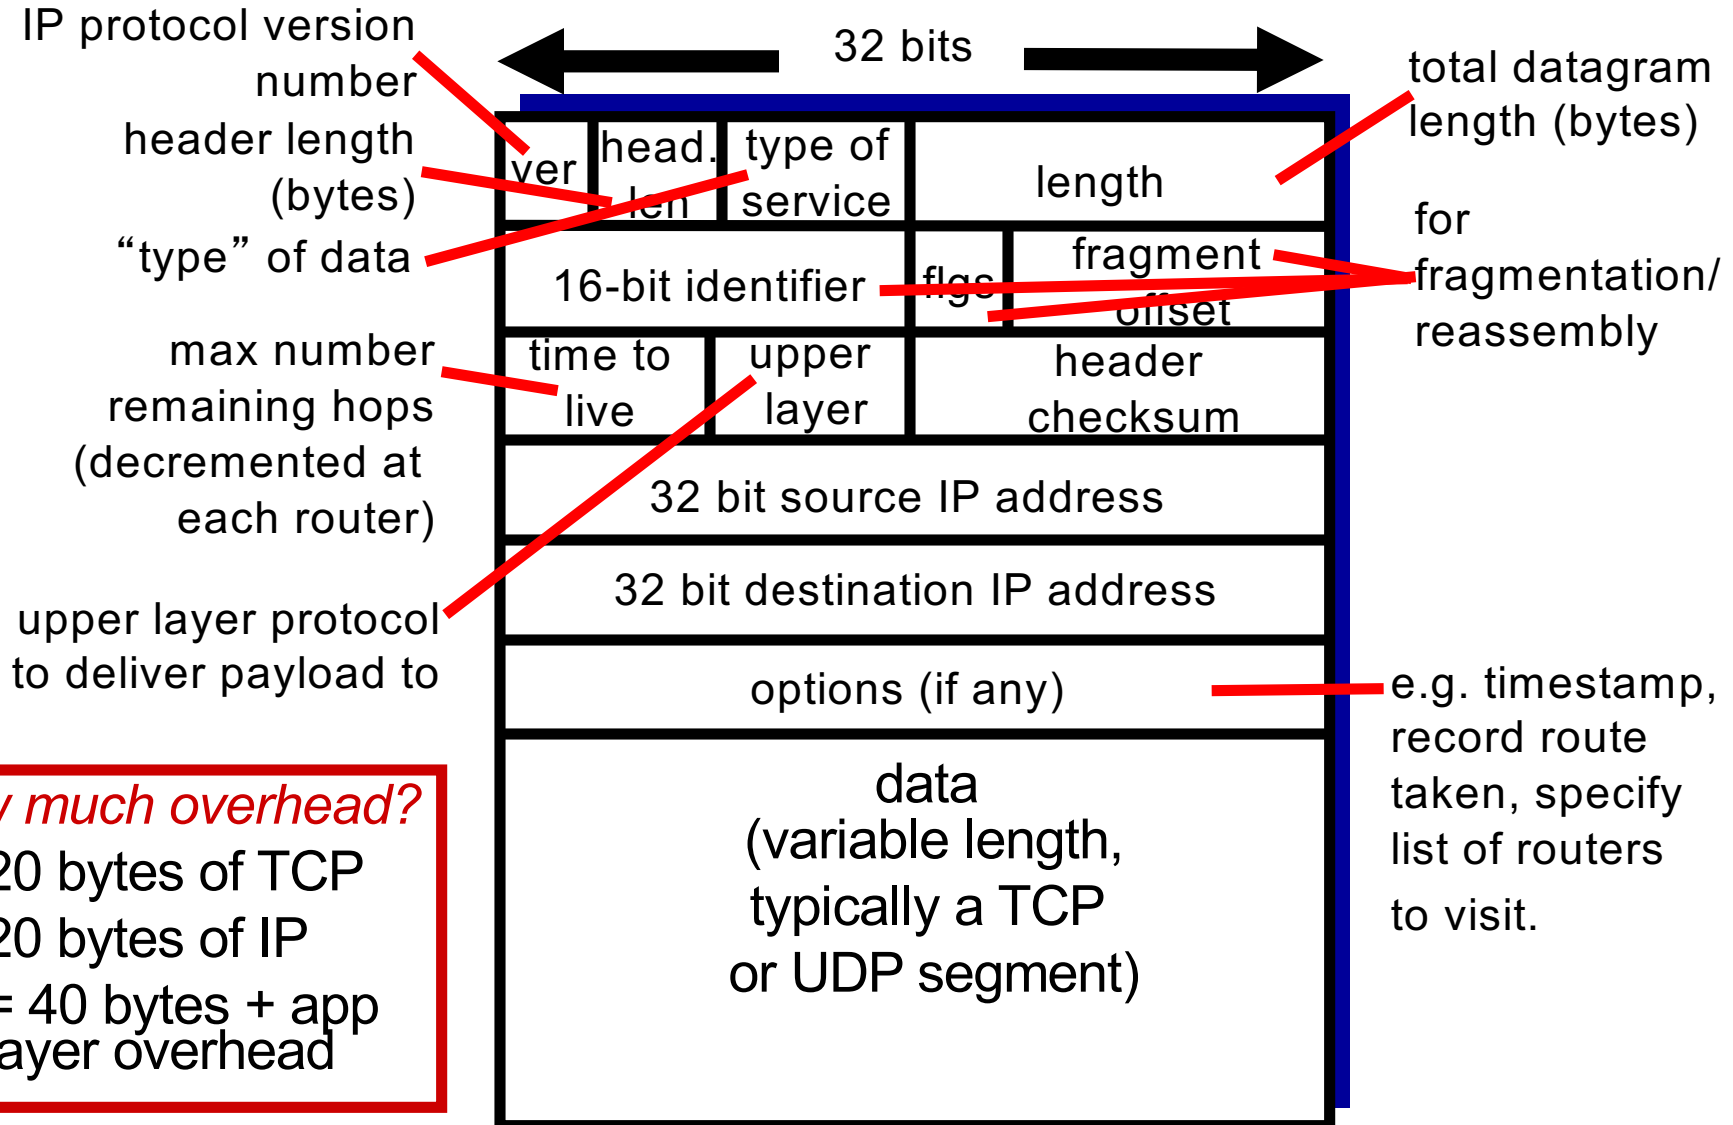 IP protocol version
number
header length
(bytes)
“type” of data
max number
remaining hops
(decremented at
each router)
upper layer protocol
to deliver payload to
32 bits
ver
head.
len
type of
service
length
16-bit identifier
flgs
fragment
offset
time to
live
upper
layer
header
checksum
32 bit source IP address
32 bit destination IP address
options (if any)
data
(variable length,
typically a TCP
or UDP segment)
total datagram
length (bytes)
for
fragmentation/
reassembly
e.g. timestamp,
record route
taken, specify
list of routers
to visit.
much overhead?
20 bytes of TCP
20 bytes of IP
= 40 bytes + app
ayer overhead